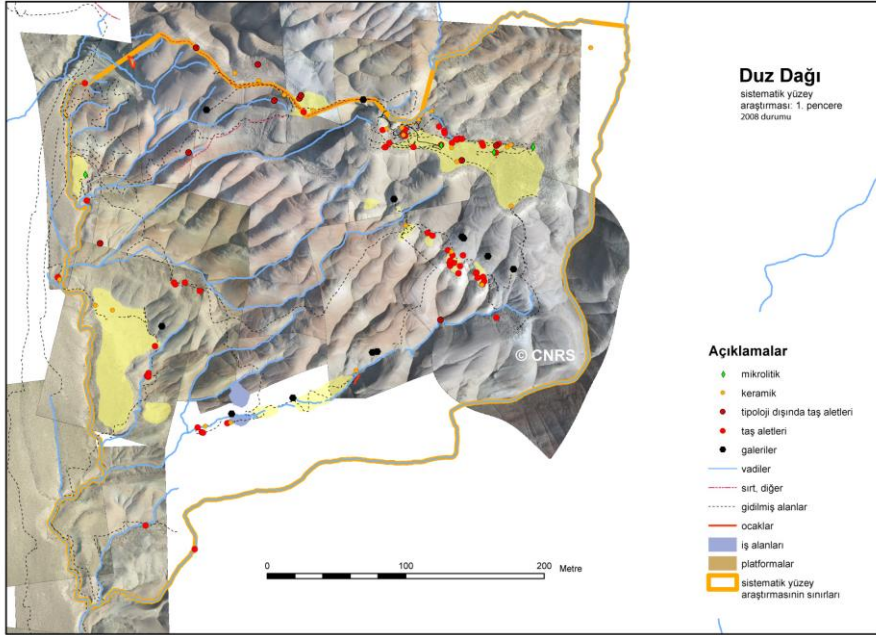 Duz Dağı
sistematik yüzey
araştırması: 1. pencere
2008 durumu
© CNRS
Açıklamalar
mikrolitik
keramik
tipoloji dışında taş aletleri
taş aletleri
galeriler
vadiler
sırt, diğer
gidilmiş alanlar
ocaklar
iş alanları
platformalar
sistematik yüzey
araştırmasının sınırları
0 100 200 Metre